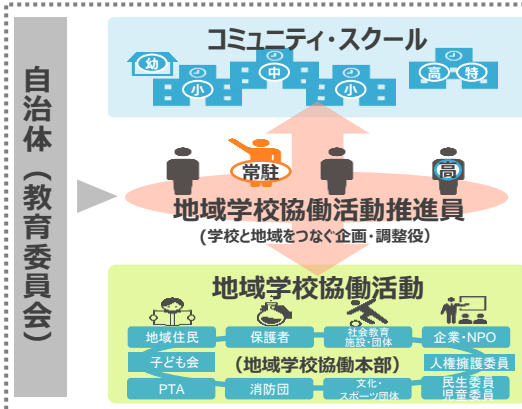 自治体（教育委員会）
コミュニティ・スクール
幼
小
中
小
高
特
常駐
高
地域学校協働活動推進員
(学校と地域をつなぐ企画・調整役)
地域学校協働活動
地域住民
保護者
社会教育
施設・団体
企業・NPO
子ども会
(地域学校協働本部)
人権擁護委員
PTA
消防団
文化・
スポーツ団体
民生委員
児童委員